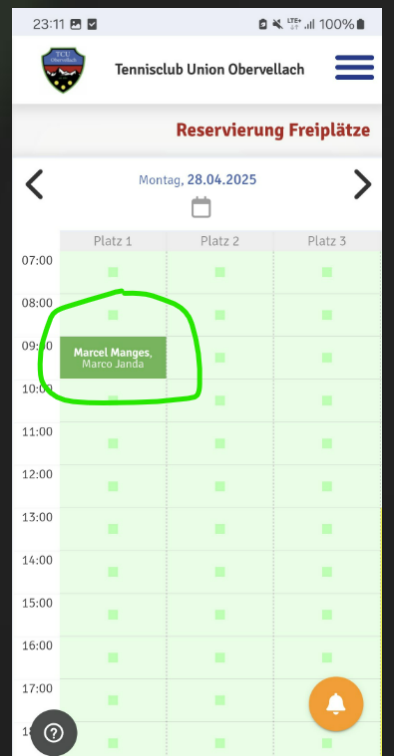 23:11
LTE+ 100%
TCU
Obervellach
Tennisclub Union Obervellach
Reservierung Freiplätze
Montag, 28.04.2025
Platz 1 Platz 2 Platz 3
07:00
08:00
09:00
Marcel Manges,
Marco Janda
10:00
11:00
12:00
13:00
14:00
15:00
16:00
17:00
?